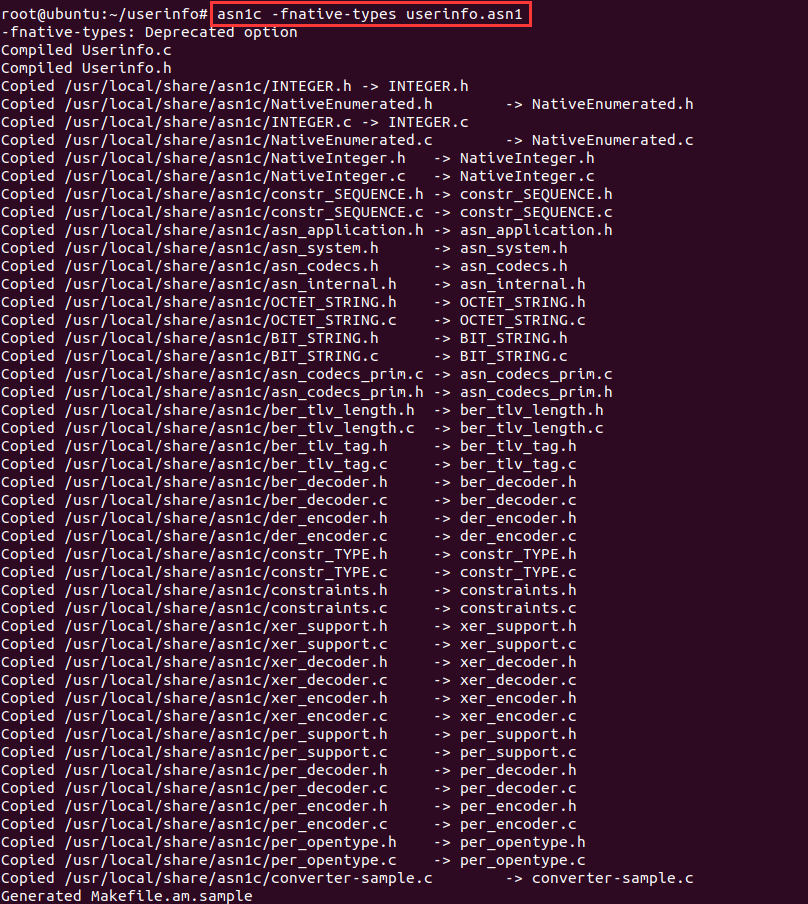 root@ubuntu:~/userinfo# asn1c -fnative-types userinfo.asn1
-fnative-types: Deprecated option
Compiled Userinfo.c
Compiled Userinfo.h
Copied /usr/local/share/asn1c/INTEGER.h -> INTEGER.h
Copied /usr/local/share/asn1c/NativeEnumerated.h        -> NativeEnumerated.h
Copied /usr/local/share/asn1c/INTEGER.c -> INTEGER.c
Copied /usr/local/share/asn1c/NativeEnumerated.c        -> NativeEnumerated.c
Copied /usr/local/share/asn1c/NativeInteger.h   -> NativeInteger.h
Copied /usr/local/share/asn1c/NativeInteger.c   -> NativeInteger.c
Copied /usr/local/share/asn1c/constr_SEQUENCE.h -> constr_SEQUENCE.h
Copied /usr/local/share/asn1c/constr_SEQUENCE.c -> constr_SEQUENCE.c
Copied /usr/local/share/asn1c/asn_application.h -> asn_application.h
Copied /usr/local/share/asn1c/asn_system.h      -> asn_system.h
Copied /usr/local/share/asn1c/asn_codecs.h      -> asn_codecs.h
Copied /usr/local/share/asn1c/asn_internal.h    -> asn_internal.h
Copied /usr/local/share/asn1c/OCTET_STRING.h    -> OCTET_STRING.h
Copied /usr/local/share/asn1c/OCTET_STRING.c    -> OCTET_STRING.c
Copied /usr/local/share/asn1c/BIT_STRING.h      -> BIT_STRING.h
Copied /usr/local/share/asn1c/BIT_STRING.c      -> BIT_STRING.c
Copied /usr/local/share/asn1c/asn_codecs_prim.c -> asn_codecs_prim.c
Copied /usr/local/share/asn1c/asn_codecs_prim.h -> asn_codecs_prim.h
Copied /usr/local/share/asn1c/ber_tlv_length.h  -> ber_tlv_length.h
Copied /usr/local/share/asn1c/ber_tlv_length.c  -> ber_tlv_length.c
Copied /usr/local/share/asn1c/ber_tlv_tag.h     -> ber_tlv_tag.h
Copied /usr/local/share/asn1c/ber_tlv_tag.c     -> ber_tlv_tag.c
Copied /usr/local/share/asn1c/ber_decoder.h     -> ber_decoder.h
Copied /usr/local/share/asn1c/ber_decoder.c     -> ber_decoder.c
Copied /usr/local/share/asn1c/der_encoder.h     -> der_encoder.h
Copied /usr/local/share/asn1c/der_encoder.c     -> der_encoder.c
Copied /usr/local/share/asn1c/constr_TYPE.h     -> constr_TYPE.h
Copied /usr/local/share/asn1c/constr_TYPE.c     -> constr_TYPE.c
Copied /usr/local/share/asn1c/constraints.h     -> constraints.h
Copied /usr/local/share/asn1c/constraints.c     -> constraints.c
Copied /usr/local/share/asn1c/xer_support.h     -> xer_support.h
Copied /usr/local/share/asn1c/xer_support.c     -> xer_support.c
Copied /usr/local/share/asn1c/xer_decoder.h     -> xer_decoder.h
Copied /usr/local/share/asn1c/xer_decoder.c     -> xer_decoder.c
Copied /usr/local/share/asn1c/xer_encoder.h     -> xer_encoder.h
Copied /usr/local/share/asn1c/xer_encoder.c     -> xer_encoder.c
Copied /usr/local/share/asn1c/per_support.h     -> per_support.h
Copied /usr/local/share/asn1c/per_support.c     -> per_support.c
Copied /usr/local/share/asn1c/per_decoder.h     -> per_decoder.h
Copied /usr/local/share/asn1c/per_decoder.c     -> per_decoder.c
Copied /usr/local/share/asn1c/per_encoder.h     -> per_encoder.h
Copied /usr/local/share/asn1c/per_encoder.c     -> per_encoder.c
Copied /usr/local/share/asn1c/per_opentype.h    -> per_opentype.h
Copied /usr/local/share/asn1c/per_opentype.c    -> per_opentype.c
Copied /usr/local/share/asn1c/converter-sample.c        -> converter-sample.c
Generated Makefile.am.sample